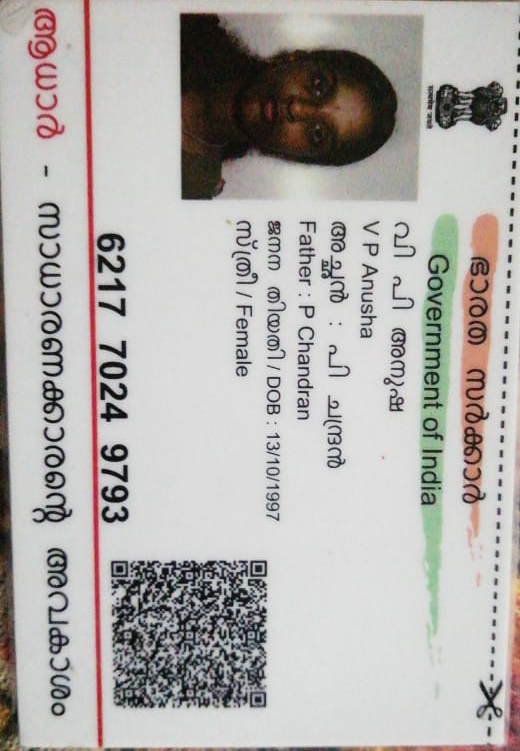 ഭാരത സർക്കാർ
Government of India
सत्यमेव जयते
വി പി അനുഷ
V P Anusha
അച്ഛൻ : പി ചന്ദ്രൻ
Father : P Chandran
ജനന തിയതി / DOB : 13/10/1997
സ്ത്രീ / Female
6217 7024 9793
ആധാർ - സാധാരണക്കാരന്റെ അവകാശം